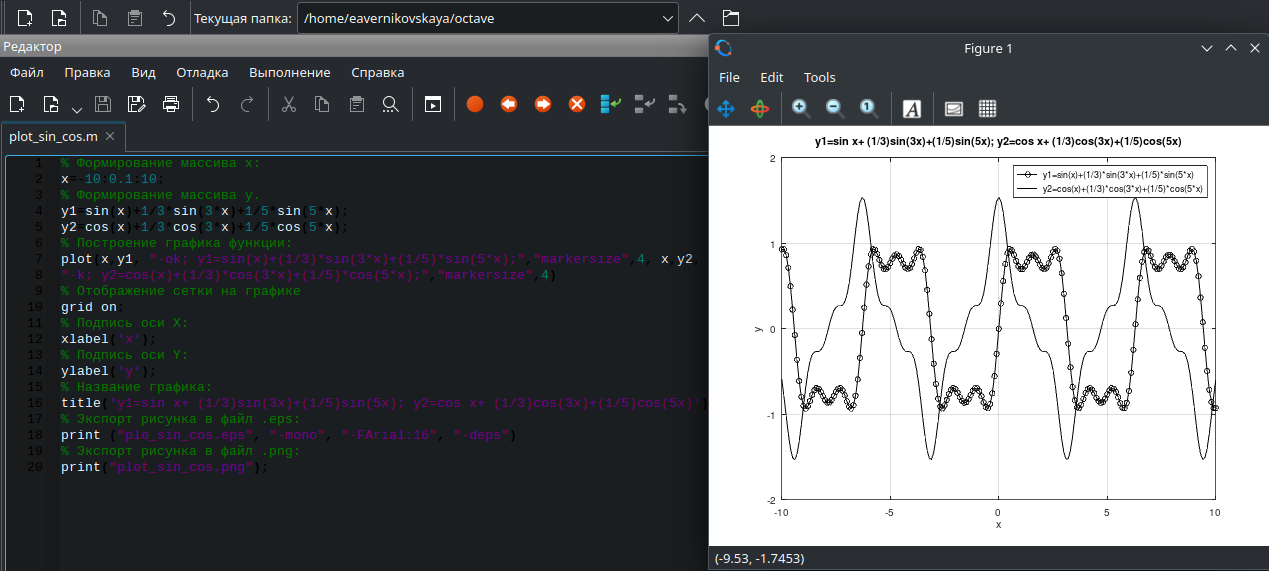 Текущая папка: /home/eavernikovskaya/octave
Редактор
Файл Правка Вид Отладка Выполнение Справка
plot_sin_cos.m
1 % Формирование массива x:
2 x=-10:0.1:10;
3 % Формирование массива y.
4 y1=sin(x)+1/3*sin(3*x)+1/5*sin(5*x);
5 y2=cos(x)+1/3*cos(3*x)+1/5*cos(5*x);
6 % Построение графика функции:
7 plot(x,y1, "-ok; y1=sin(x)+(1/3)*sin(3*x)+(1/5)*sin(5*x);","markersize",4, x,y2,
8 "-k; y2=cos(x)+(1/3)*cos(3*x)+(1/5)*cos(5*x);","markersize",4)
9 % Отображение сетки на графике
10 grid on;
11 % Подпись оси X:
12 xlabel('x');
13 % Подпись оси Y:
14 ylabel('y');
15 % Название графика:
16 title('y1=sin x+ (1/3)sin(3x)+(1/5)sin(5x); y2=cos x+ (1/3)cos(3x)+(1/5)cos(5x)')
17 % Экспорт рисунка в файл .eps:
18 print ("plo_sin_cos.eps", "-mono", "-FArial:16", "-deps")
19 % Экспорт рисунка в файл .png:
20 print("plot_sin_cos.png");
Figure 1
File Edit Tools
A
y1=sin x+ (1/3)sin(3x)+(1/5)sin(5x); y2=cos x+ (1/3)cos(3x)+(1/5)cos(5x)
y1=sin(x)+(1/3)*sin(3*x)+(1/5)*sin(5*x)
y2=cos(x)+(1/3)*cos(3*x)+(1/5)*cos(5*x)
2
1
0
-1
-2
y
-10 -5 0 5 10
x
(-9.53, -1.7453)